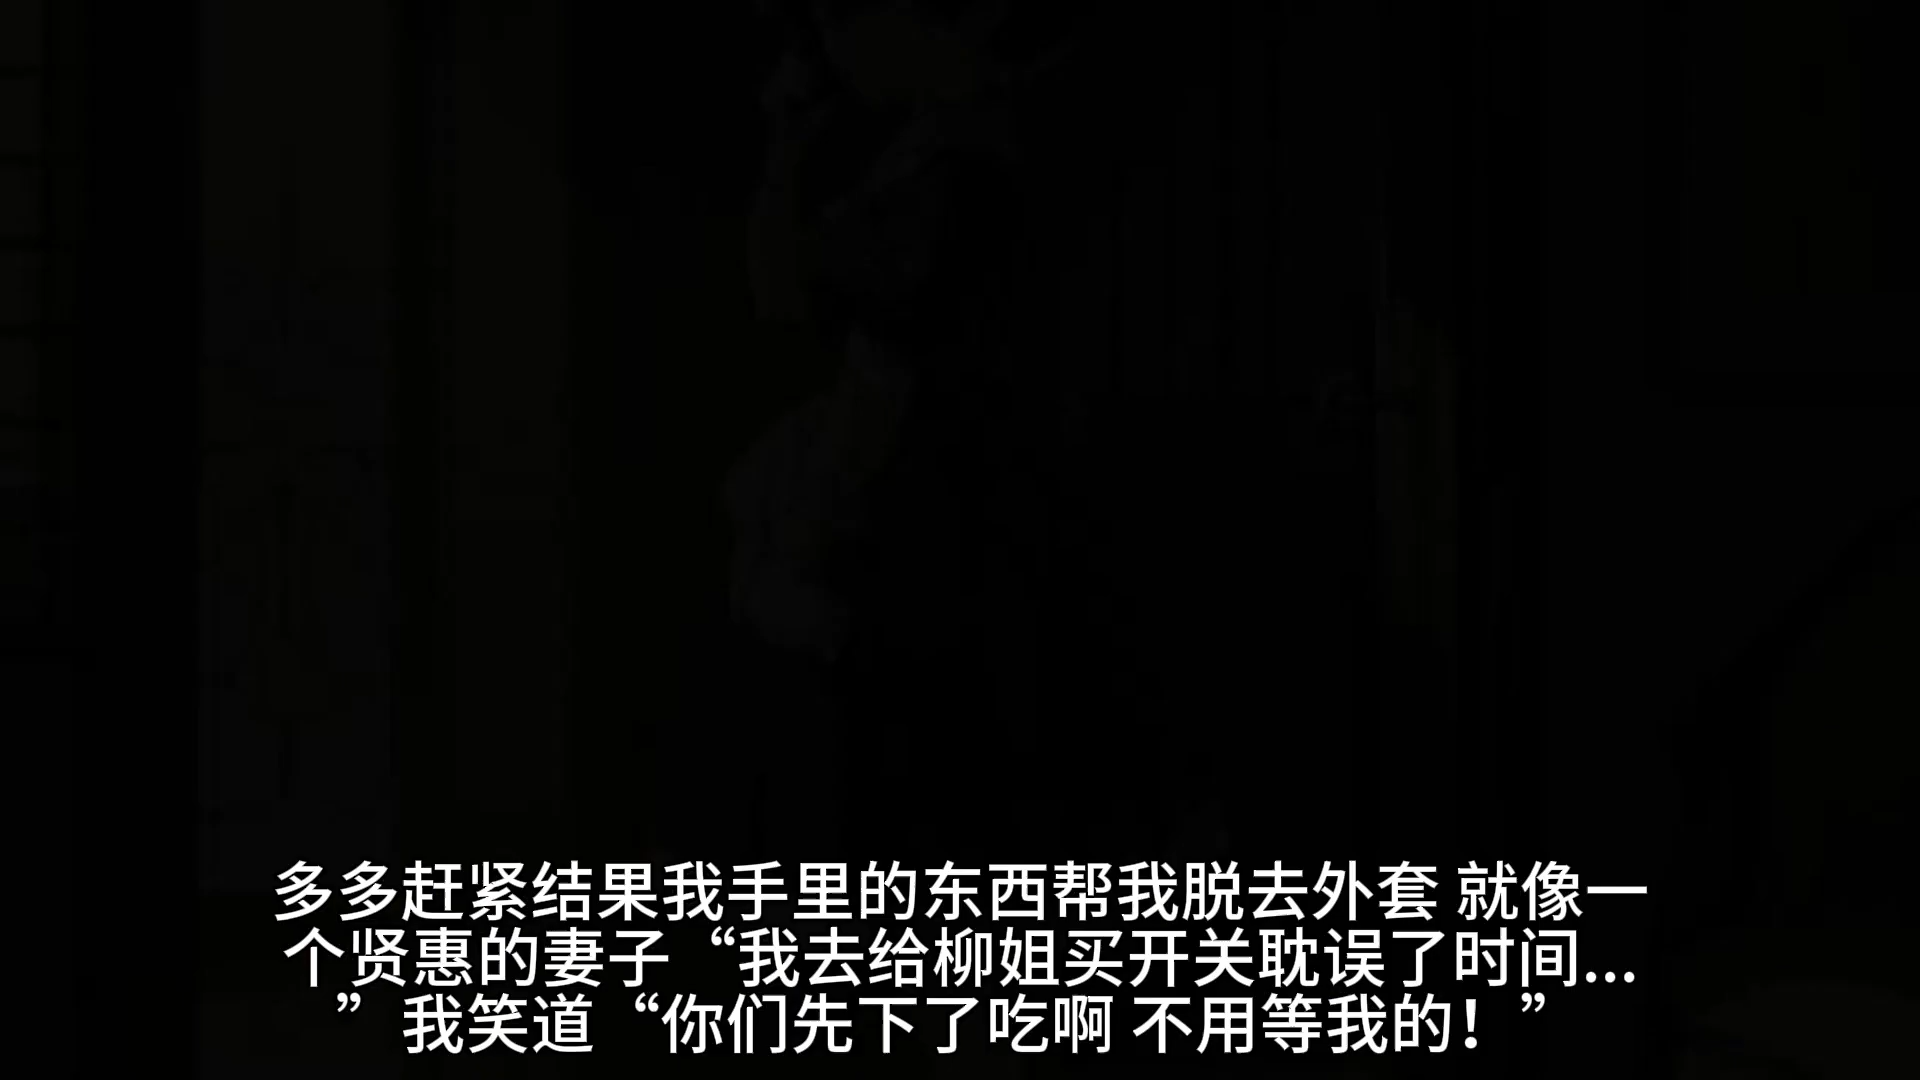 多多赶紧结果我手里的东西帮我脱去外套 就像一
个贤惠的妻子“我去给柳姐买开关耽误了时间...
”我笑道“你们先下了吃啊 不用等我的！”